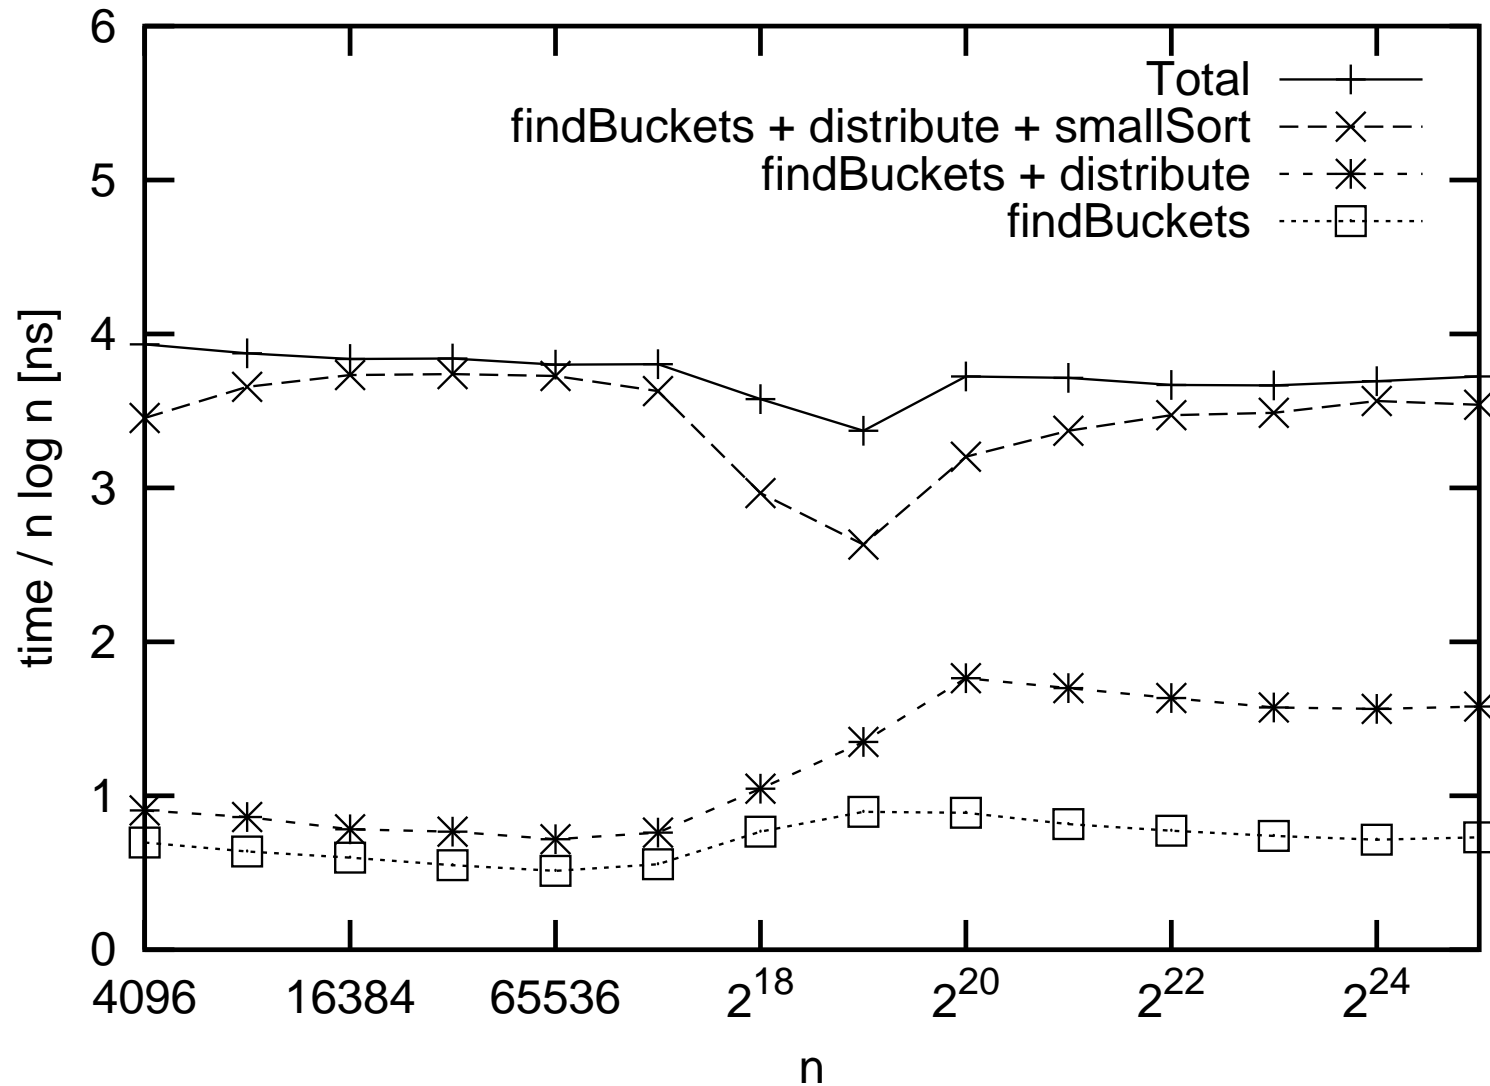 6
5
4
3
2
1
0
time / n log n [ns]
Total
findBuckets + distribute + smallSort
findBuckets + distribute
findBuckets
4096 16384 65536 2^18 2^20 2^22 2^24
n